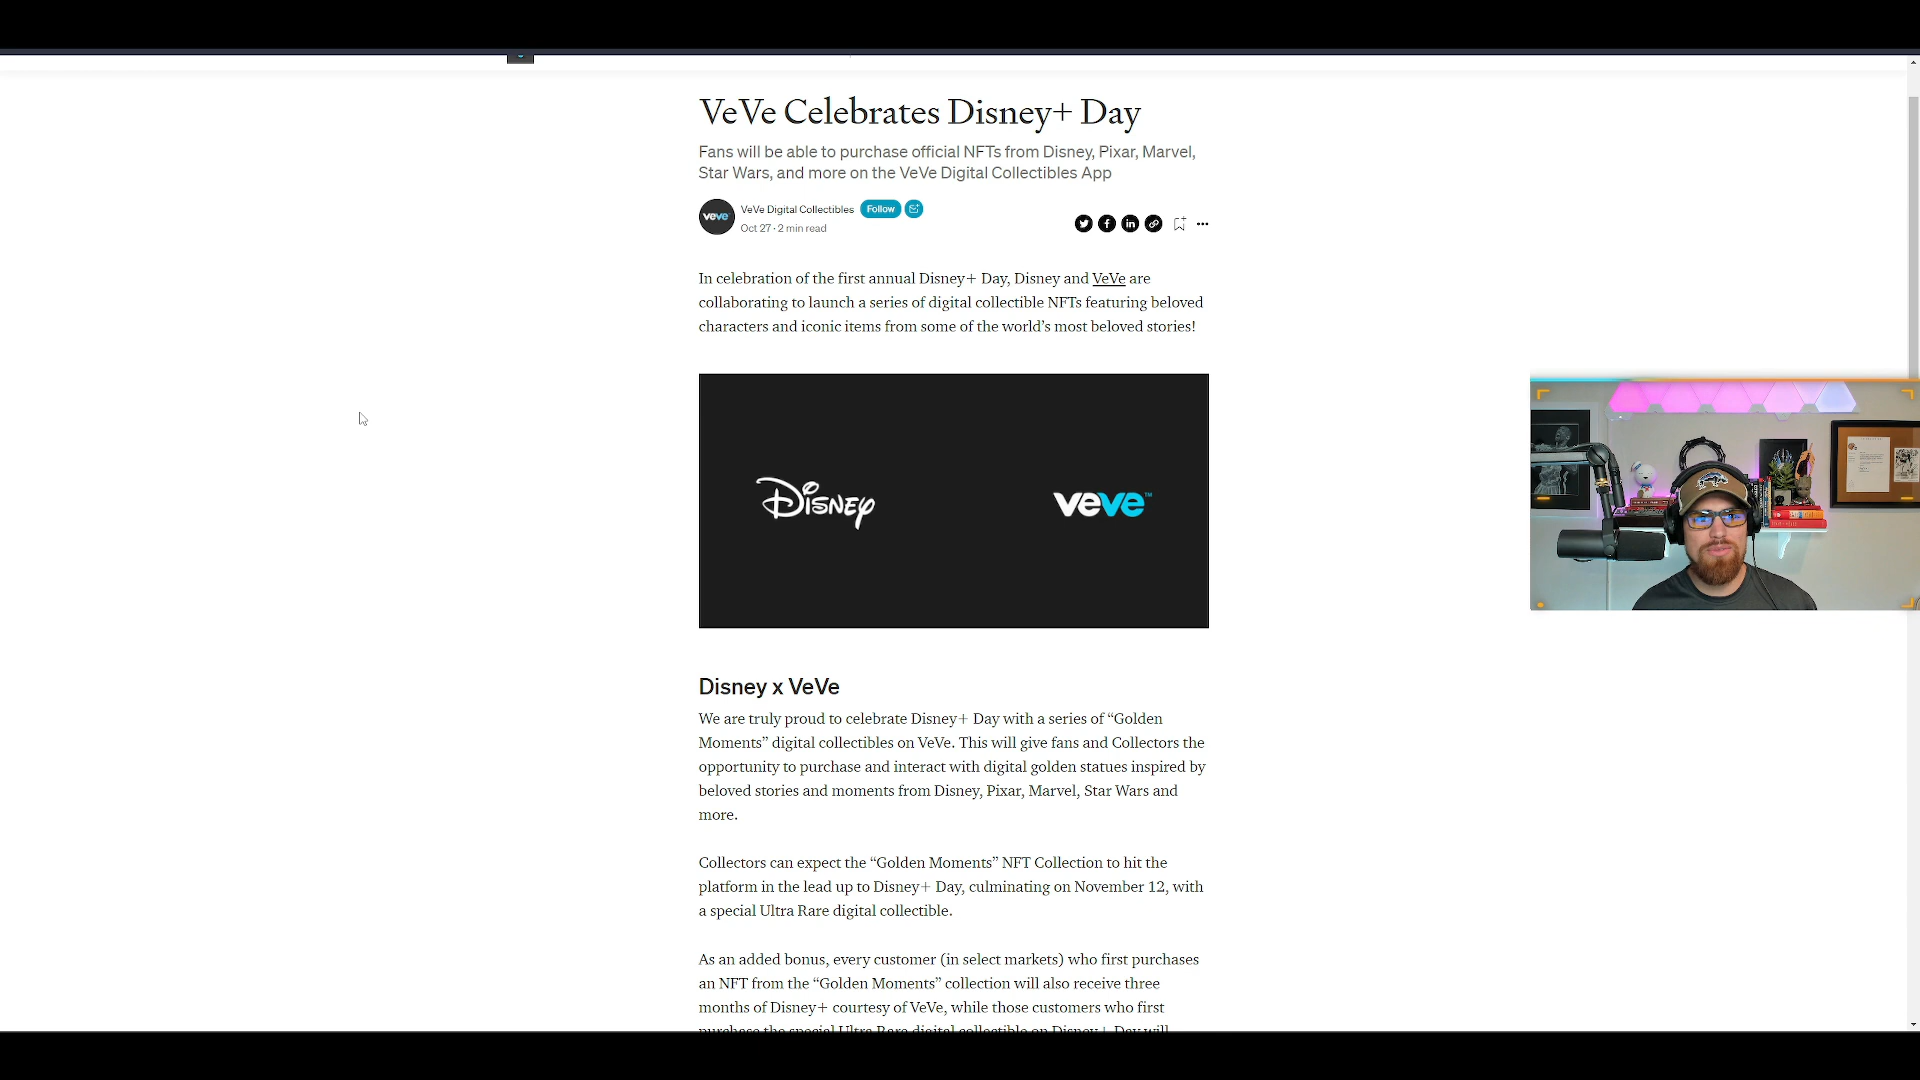 VeVe Celebrates Disney+ Day
Fans will be able to purchase official NFTs from Disney, Pixar, Marvel,
Star Wars, and more on the VeVe Digital Collectibles App
veve
VeVe Digital Collectibles Follow
Oct 27 · 2 min read
In celebration of the first annual Disney+ Day, Disney and VeVe are
collaborating to launch a series of digital collectible NFTs featuring beloved
characters and iconic items from some of the world’s most beloved stories!
Disney veve™
Disney x VeVe
We are truly proud to celebrate Disney+ Day with a series of “Golden
Moments” digital collectibles on VeVe. This will give fans and Collectors the
opportunity to purchase and interact with digital golden statues inspired by
beloved stories and moments from Disney, Pixar, Marvel, Star Wars and
more.
Collectors can expect the “Golden Moments” NFT Collection to hit the
platform in the lead up to Disney+ Day, culminating on November 12, with
a special Ultra Rare digital collectible.
As an added bonus, every customer (in select markets) who first purchases
an NFT from the “Golden Moments” collection will also receive three
months of Disney+ courtesy of VeVe, while those customers who first
purchase the special Ultra Rare digital collectible on Disney+ Day will